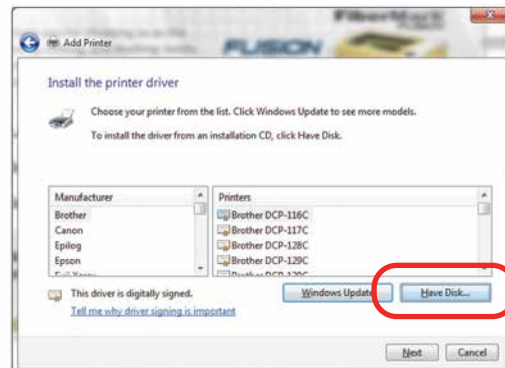 FiberMark
FUSION
Add Printer
Install the printer driver
Choose your printer from the list. Click Windows Update to see more models.
To install the driver from an installation CD, click Have Disk.
Manufacturer
Brother
Canon
Epilog
Epson
Fuji Xerox
Printers
Brother DCP-116C
Brother DCP-117C
Brother DCP-128C
Brother DCP-129C
This driver is digitally signed.
Tell me why driver signing is important
Windows Update
Have Disk...
Next
Cancel